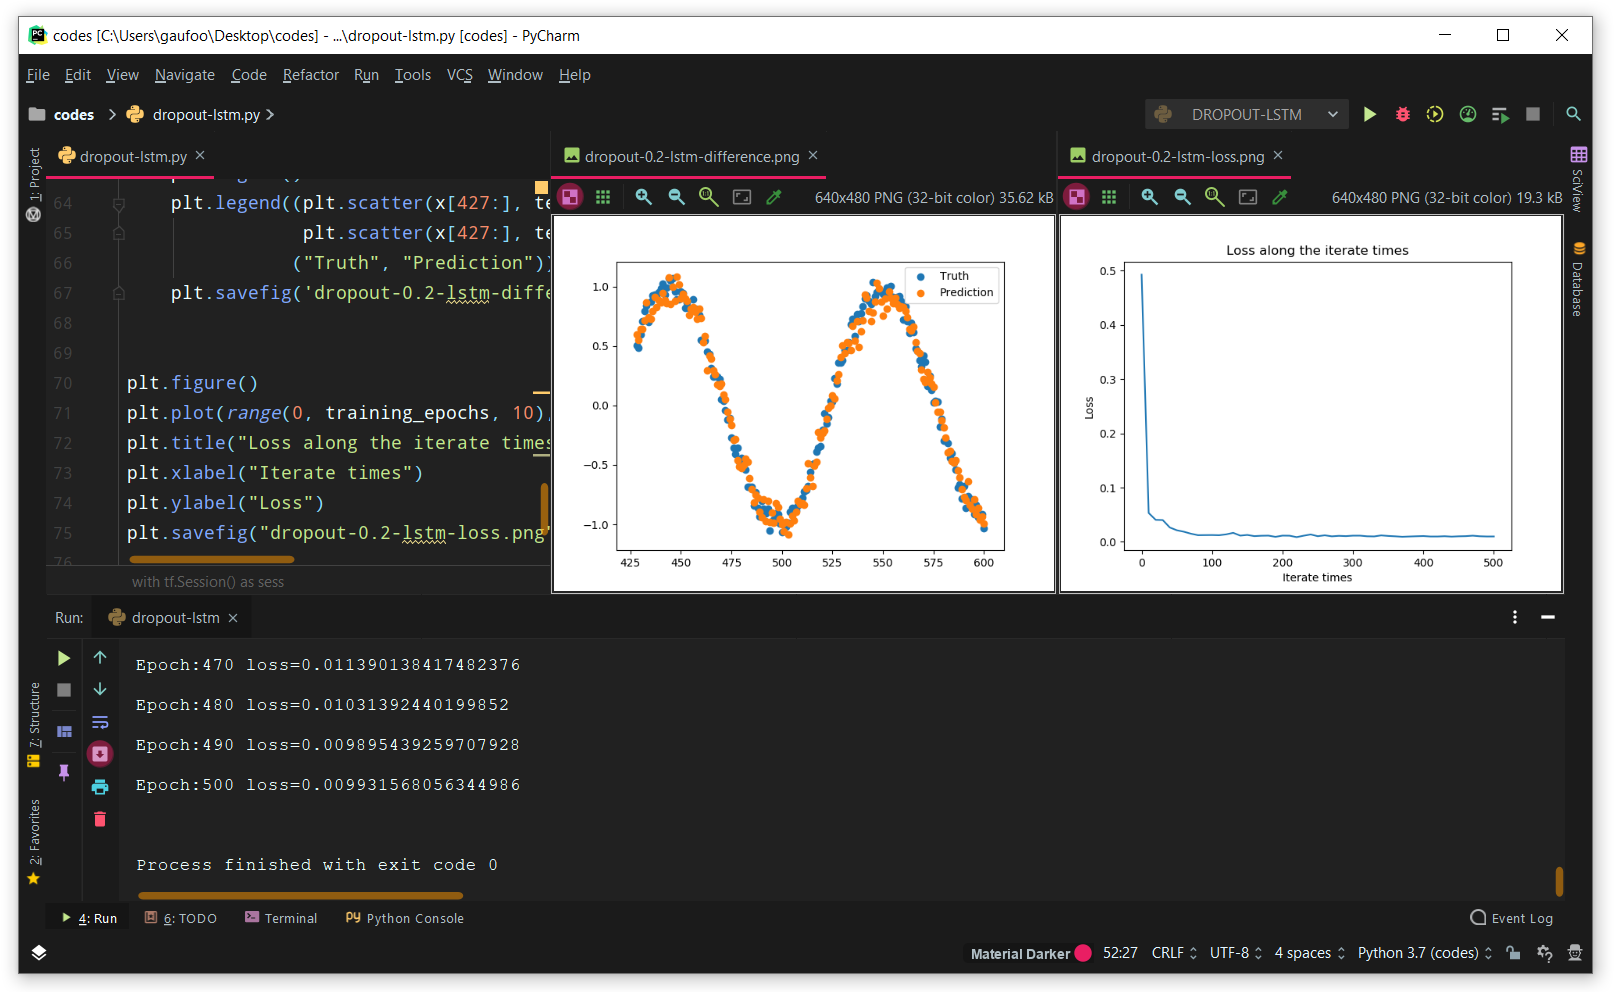 codes [C:\Users\gaufoo\Desktop\codes] - ...\dropout-lstm.py [codes] - PyCharm
File Edit View Navigate Code Refactor Run Tools VCS Window Help
codes dropout-lstm.py
DROPOUT-LSTM
1: Project
dropout-lstm.py
64 plt.legend((plt.scatter(x[427:], te
65 plt.scatter(x[427:], te
66 ("Truth", "Prediction"))
67 plt.savefig('dropout-0.2-lstm-diffe
68
69
70 plt.figure()
71 plt.plot(range(0, training_epochs, 10),
72 plt.title("Loss along the iterate times
73 plt.xlabel("Iterate times")
74 plt.ylabel("Loss")
75 plt.savefig("dropout-0.2-lstm-loss.png"
76
with tf.Session() as sess
dropout-0.2-lstm-difference.png
640x480 PNG (32-bit color) 35.62 kB
Truth
Prediction
1.0
0.5
0.0
−0.5
−1.0
425 450 475 500 525 550 575 600
dropout-0.2-lstm-loss.png
640x480 PNG (32-bit color) 19.3 kB
Loss along the iterate times
0.5
0.4
0.3
0.2
0.1
0.0
Loss
0 100 200 300 400 500
Iterate times
SciView
Database
Run: dropout-lstm
Epoch:470 loss=0.011390138417482376
Epoch:480 loss=0.01031392440199852
Epoch:490 loss=0.009895439259707928
Epoch:500 loss=0.009931568056344986
Process finished with exit code 0
7: Structure
2: Favorites
4: Run 6: TODO Terminal Python Console
Event Log
Material Darker 52:27 CRLF UTF-8 4 spaces Python 3.7 (codes)